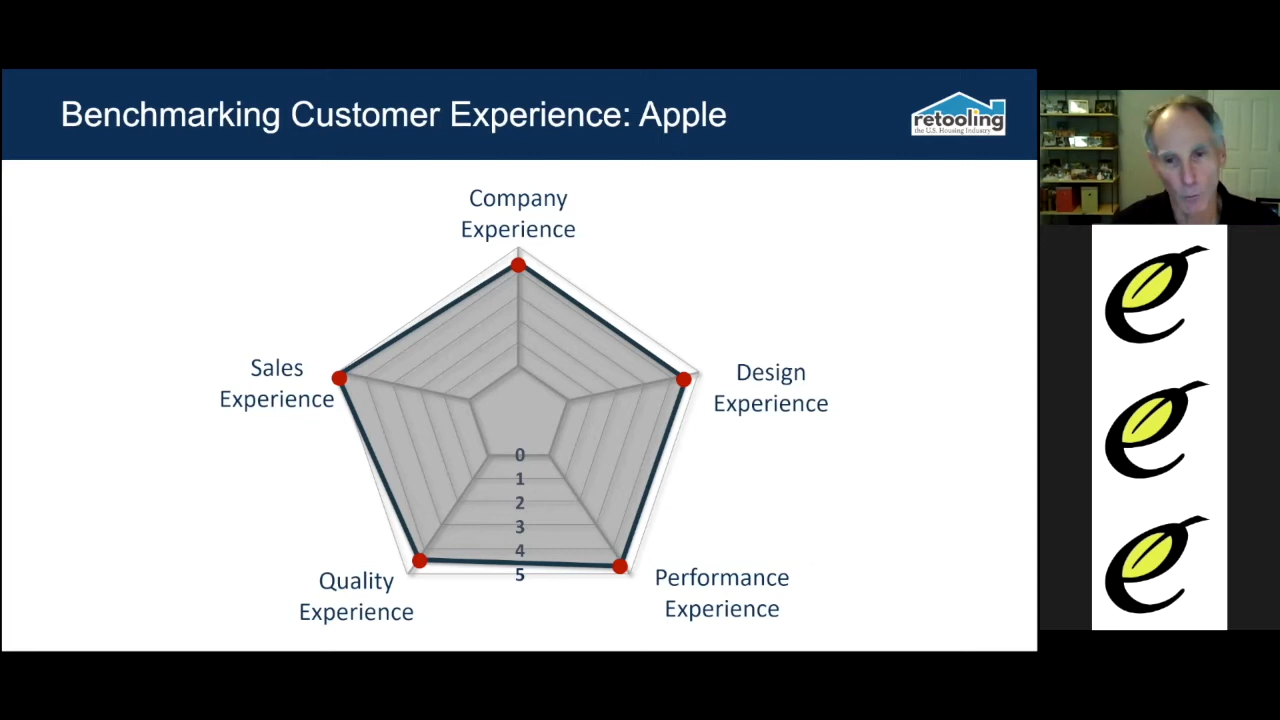 Benchmarking Customer Experience: Apple
retooling
the U.S. Housing Industry
Company
Experience
Sales
Experience
Design
Experience
0
1
2
3
4
5
Quality
Experience
Performance
Experience